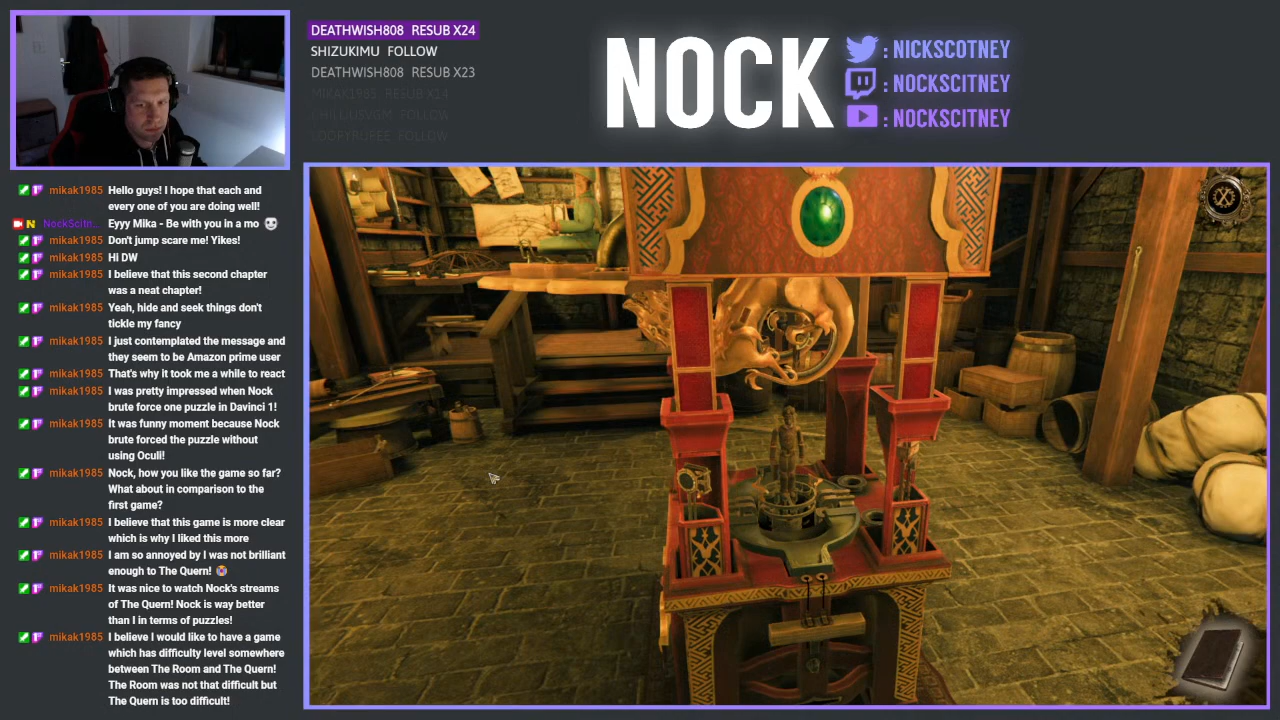 DEATHWISH808 RESUB X24
SHIZUKIMU FOLLOW
DEATHWISH808 RESUB X23
MIKAK1985 RESUB X14
NOCK
: NICKSCOTNEY
: NOCKSCITNEY
: NOCKSCITNEY
mikak1985 Hello guys! I hope that each and
every one of you are doing well!
NockScitn... Eyyy Mika - Be with you in a mo
mikak1985 Don't jump scare me! Yikes!
mikak1985 Hi DW
mikak1985 I believe that this second chapter
was a neat chapter!
mikak1985 Yeah, hide and seek things don't
tickle my fancy
mikak1985 I just contemplated the message and
they seem to be Amazon prime user
mikak1985 That's why it took me a while to react
mikak1985 I was pretty impressed when Nock
brute force one puzzle in Davinci 1!
mikak1985 It was funny moment because Nock
brute forced the puzzle without
using Oculi!
mikak1985 Nock, how you like the game so far?
What about in comparison to the
first game?
mikak1985 I believe that this game is more clear
which is why I liked this more
mikak1985 I am so annoyed by I was not brilliant
enough to The Quern!
mikak1985 It was nice to watch Nock's streams
of The Quern! Nock is way better
than I in terms of puzzles!
mikak1985 I believe I would like to have a game
which has difficulty level somewhere
between The Room and The Quern!
The Room was not that difficult but
The Quern is too difficult!